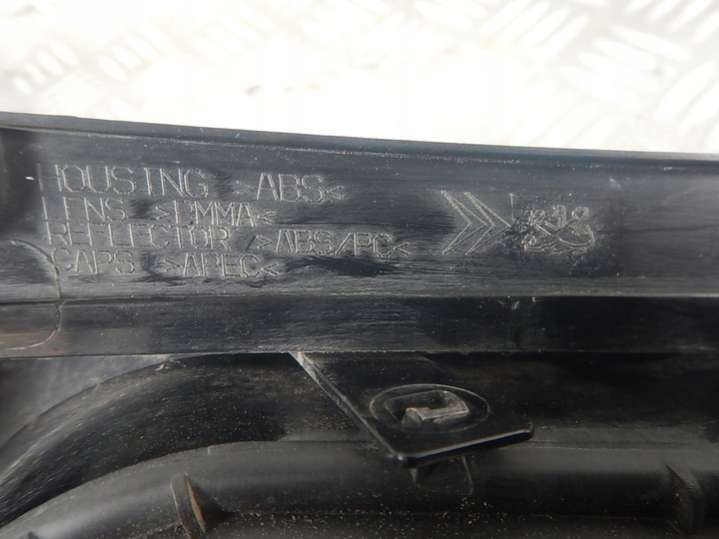 HOUSING >ABS<
LENS >PMMA<
REFLECTOR >ABS/PC<
CAPS >APEC<